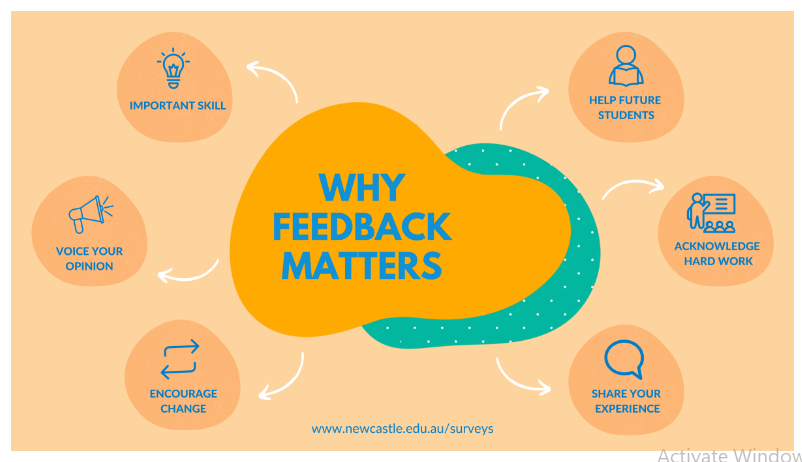 IMPORTANT SKILL
HELP FUTURE
STUDENTS
WHY
FEEDBACK
MATTERS
VOICE YOUR
OPINION
ACKNOWLEDGE
HARD WORK
ENCOURAGE
CHANGE
SHARE YOUR
EXPERIENCE
www.newcastle.edu.au/surveys
Activate Window